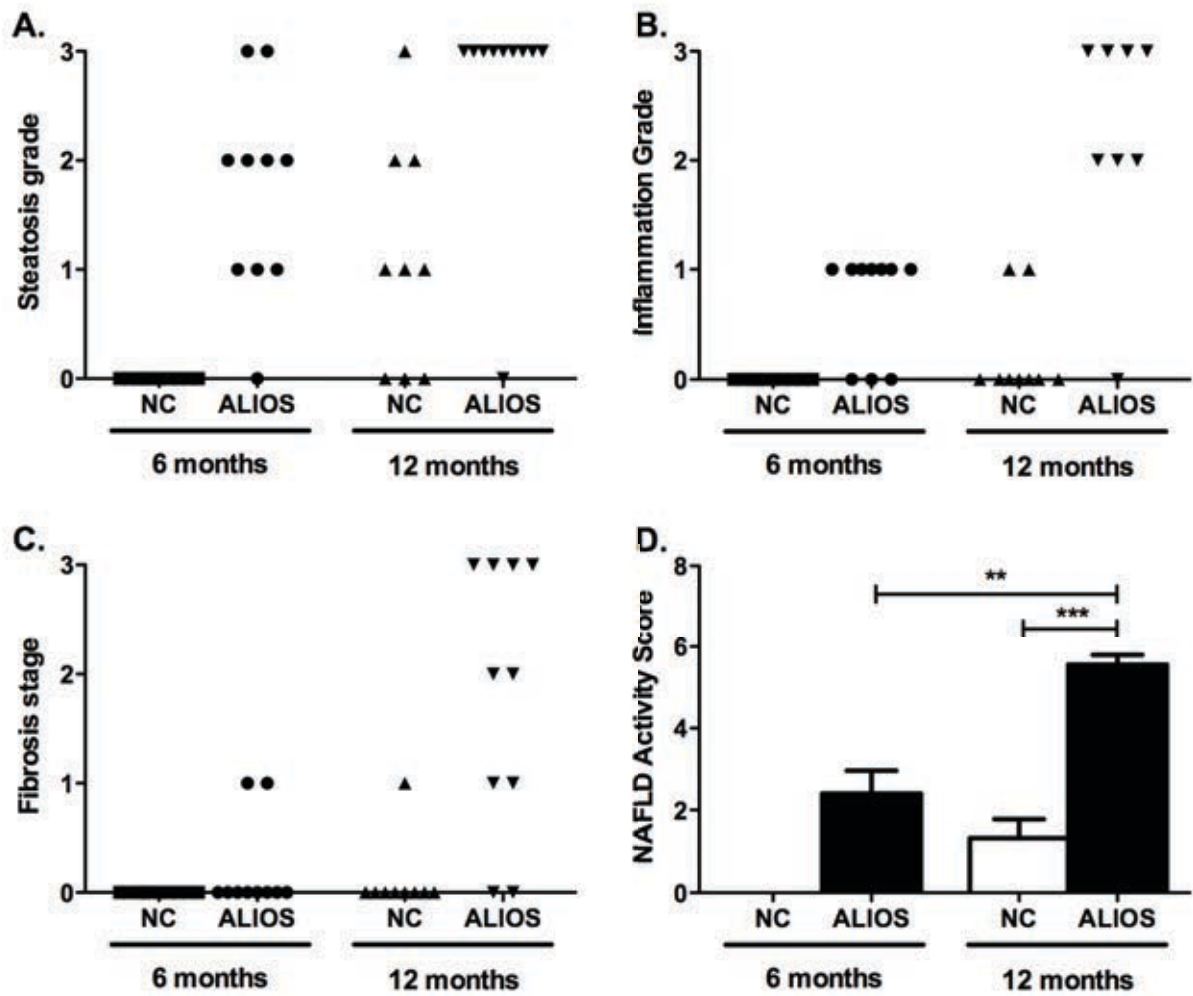 A.
Steatosis grade
3
2
1
0
NC ALIOS NC ALIOS
6 months 12 months
B.
Inflammation Grade
3
2
1
0
NC ALIOS NC ALIOS
6 months 12 months
C.
Fibrosis stage
3
2
1
0
NC ALIOS NC ALIOS
6 months 12 months
D.
NAFLD Activity Score
8
6
4
2
0
**
***
NC ALIOS NC ALIOS
6 months 12 months